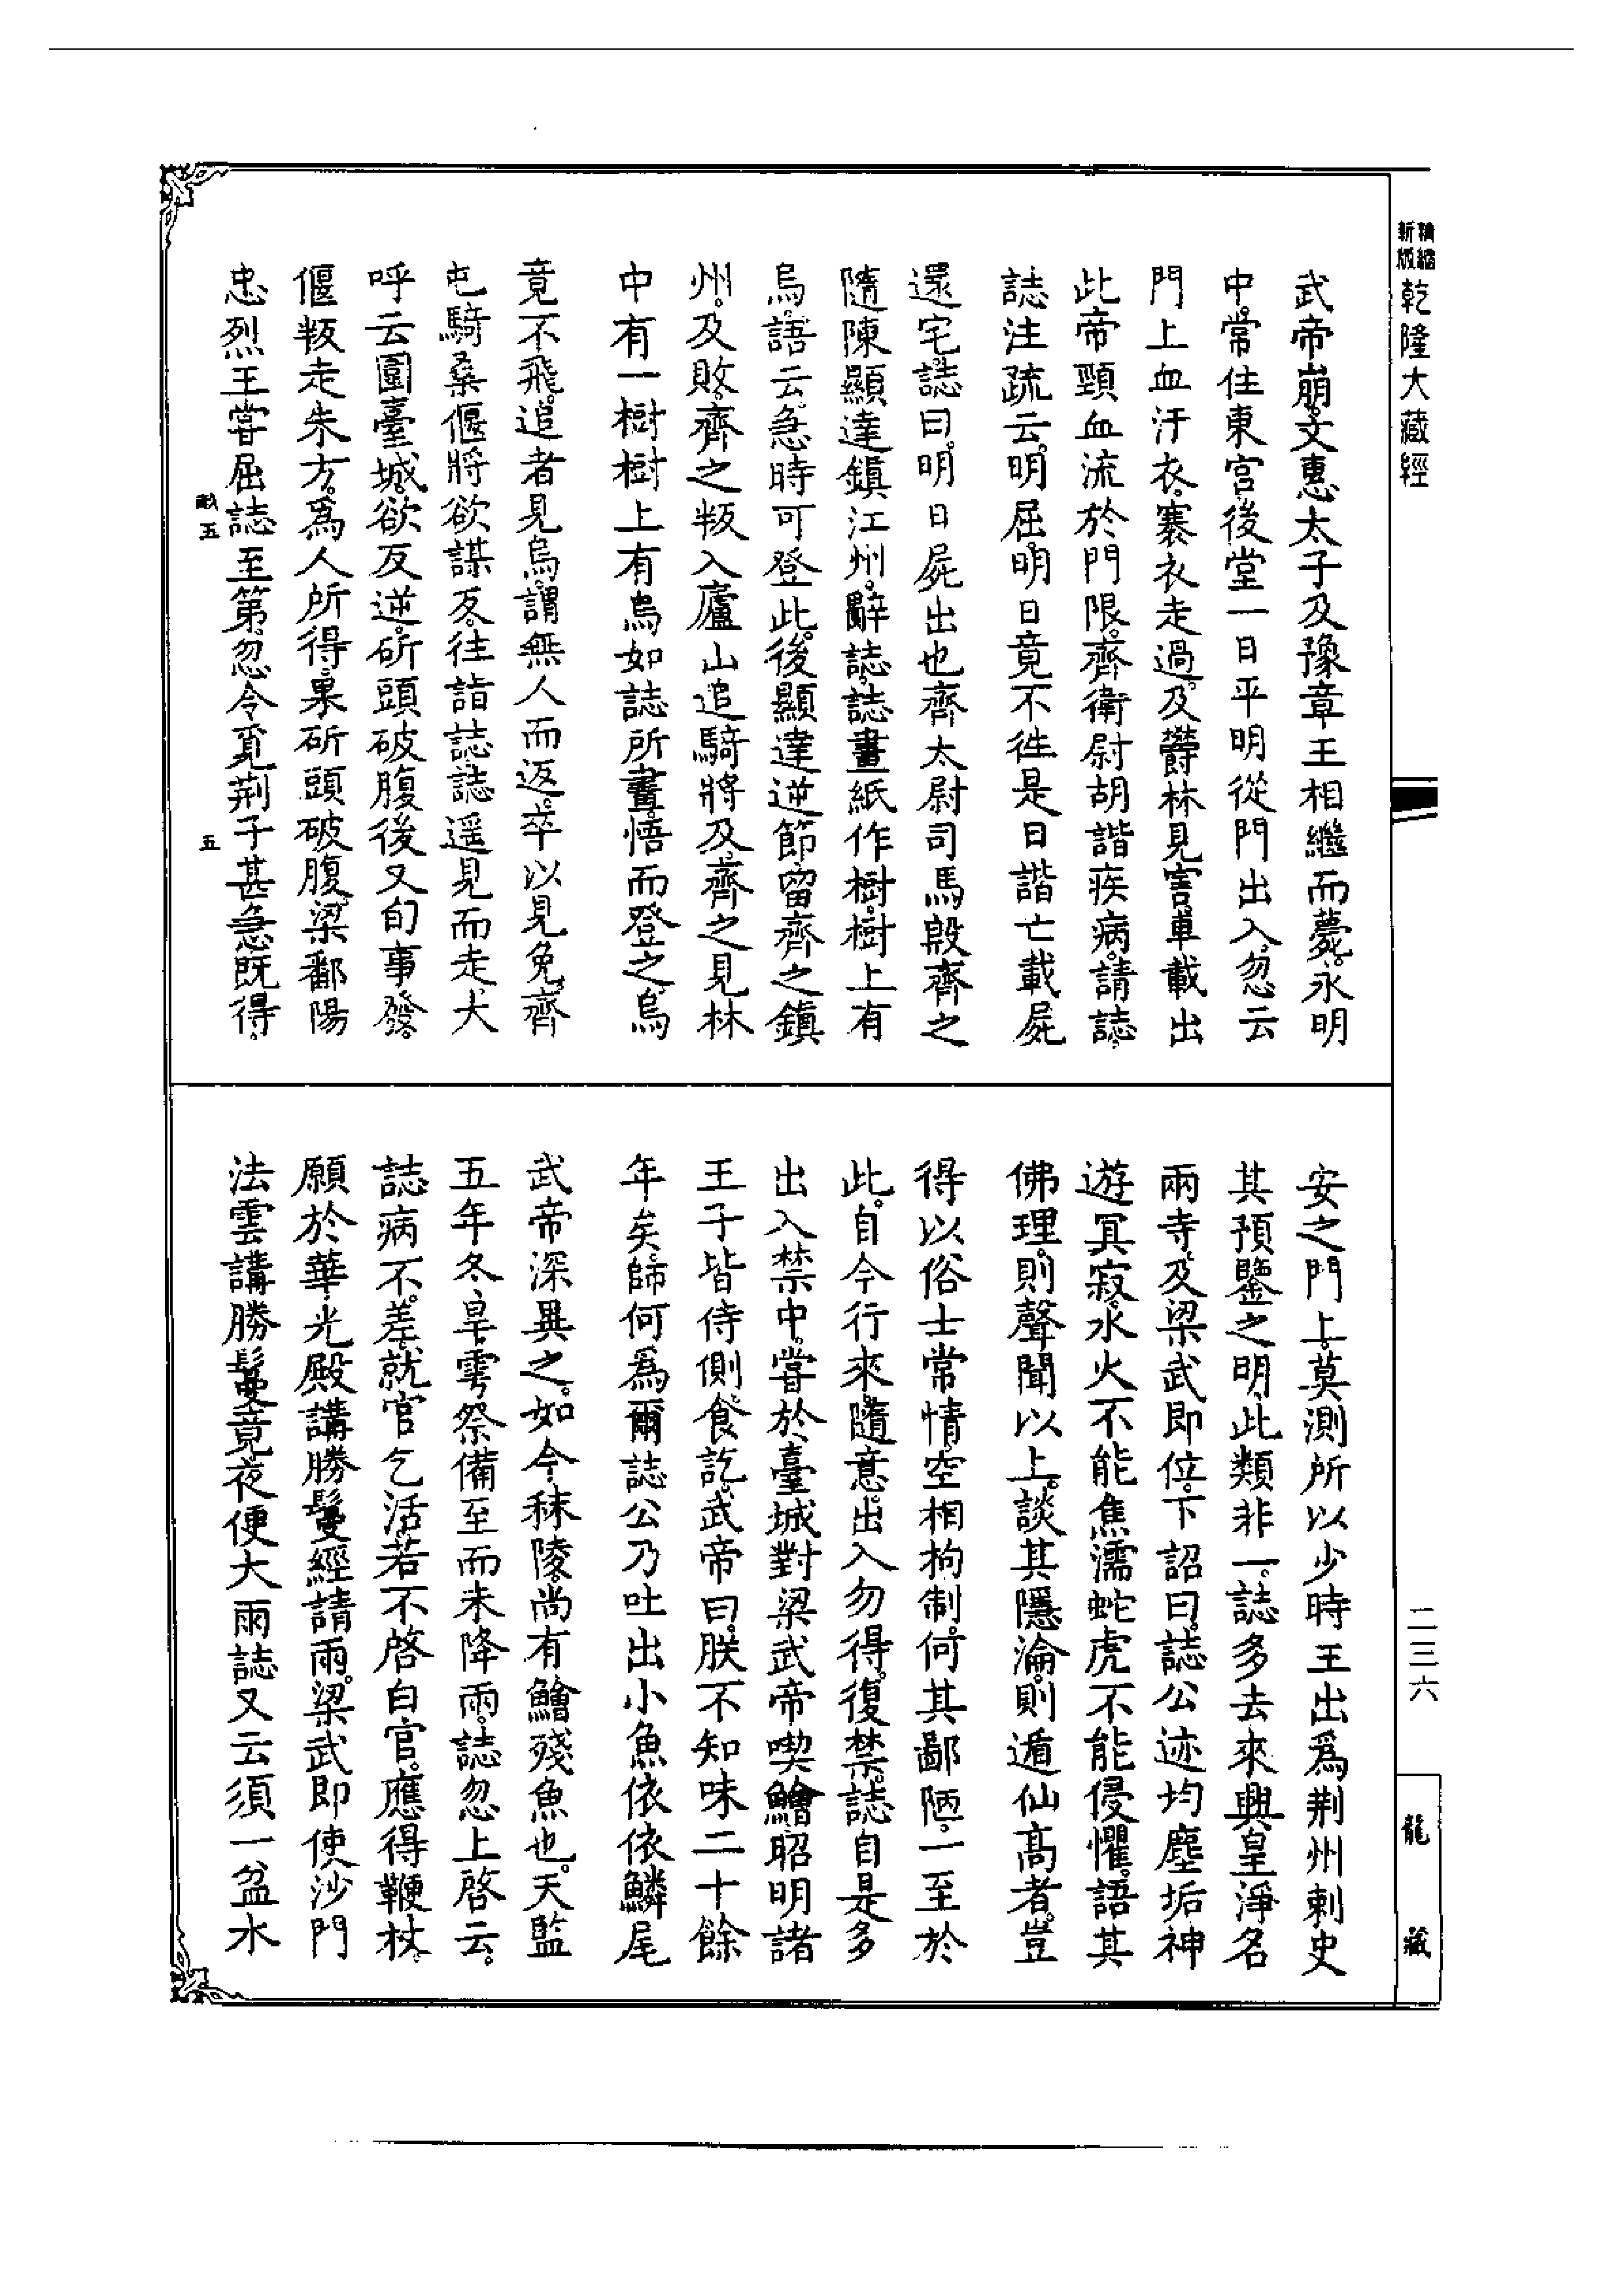 精縮
新版
乾隆大藏經
武帝崩。文惠太子及豫章王相繼而薨。永明
中。常住東宮後堂一日平明從門出入。忽云
門上血汙衣。褰衣走過。及鬱林見害。車載出
此帝頸血流於門限。齊衛尉胡諧疾病。請誌。
誌注疏云。明屈。明日竟不徃是日諧亡載屍
還宅。誌曰。明日屍出也齊太尉司馬殷齊之
隨陳顯達鎮江州。辭誌。誌畫紙作樹。樹上有
烏。語云。急時可登此。後顯達逆節留齊之鎮
州。及敗。齊之叛入廬山追騎將及。齊之見林
中有一樹樹上有烏如誌所畫。悟而登之。烏
竟不飛。追者見烏。謂無人而返。卒以見免。齊
屯騎桑偃將欲謀反。往詣誌。誌遥見而走。大
呼云圍臺城。欲反逆。斫頭破腹後又旬事發。
偃叛走朱方。爲人所得。果斫頭破腹。梁鄱陽
忠烈王嘗屈誌至第。忽令覓荆子甚急既得。
五
五
安之門上。莫測所以少時王出爲荆州刺史
其預鑒之明。此類非一。誌多去來興皇淨名
兩寺。及梁武即位。下詔曰。誌公迹均塵垢神
遊冥寂。水火不能焦濡蛇虎不能侵懼。語其
佛理。則聲聞以上。談其隱淪。則遁仙高者。豈
得以俗士常情。空相拘制。何其鄙陋。一至於
此。自今行來。隨意。出入勿得。復禁。誌自是多
出入禁中。嘗於臺城對梁武帝喫鱠昭明諸
王子皆侍側食訖。武帝曰。朕不知味二十餘
年矣。師何爲爾誌公乃吐出小魚依依鱗尾
武帝深異之。如今秣陵。尚有鱠殘魚也。天監
五年冬旱雩祭備至而未降雨。誌忽上啓云。
誌病不。差。就官乞活。若不啓白官。應得鞭杖。
願於華光殿講勝鬘經請雨。梁武即使沙門
法雲講勝鬘竟夜便大雨誌又云須一盆水
二三六
龍藏